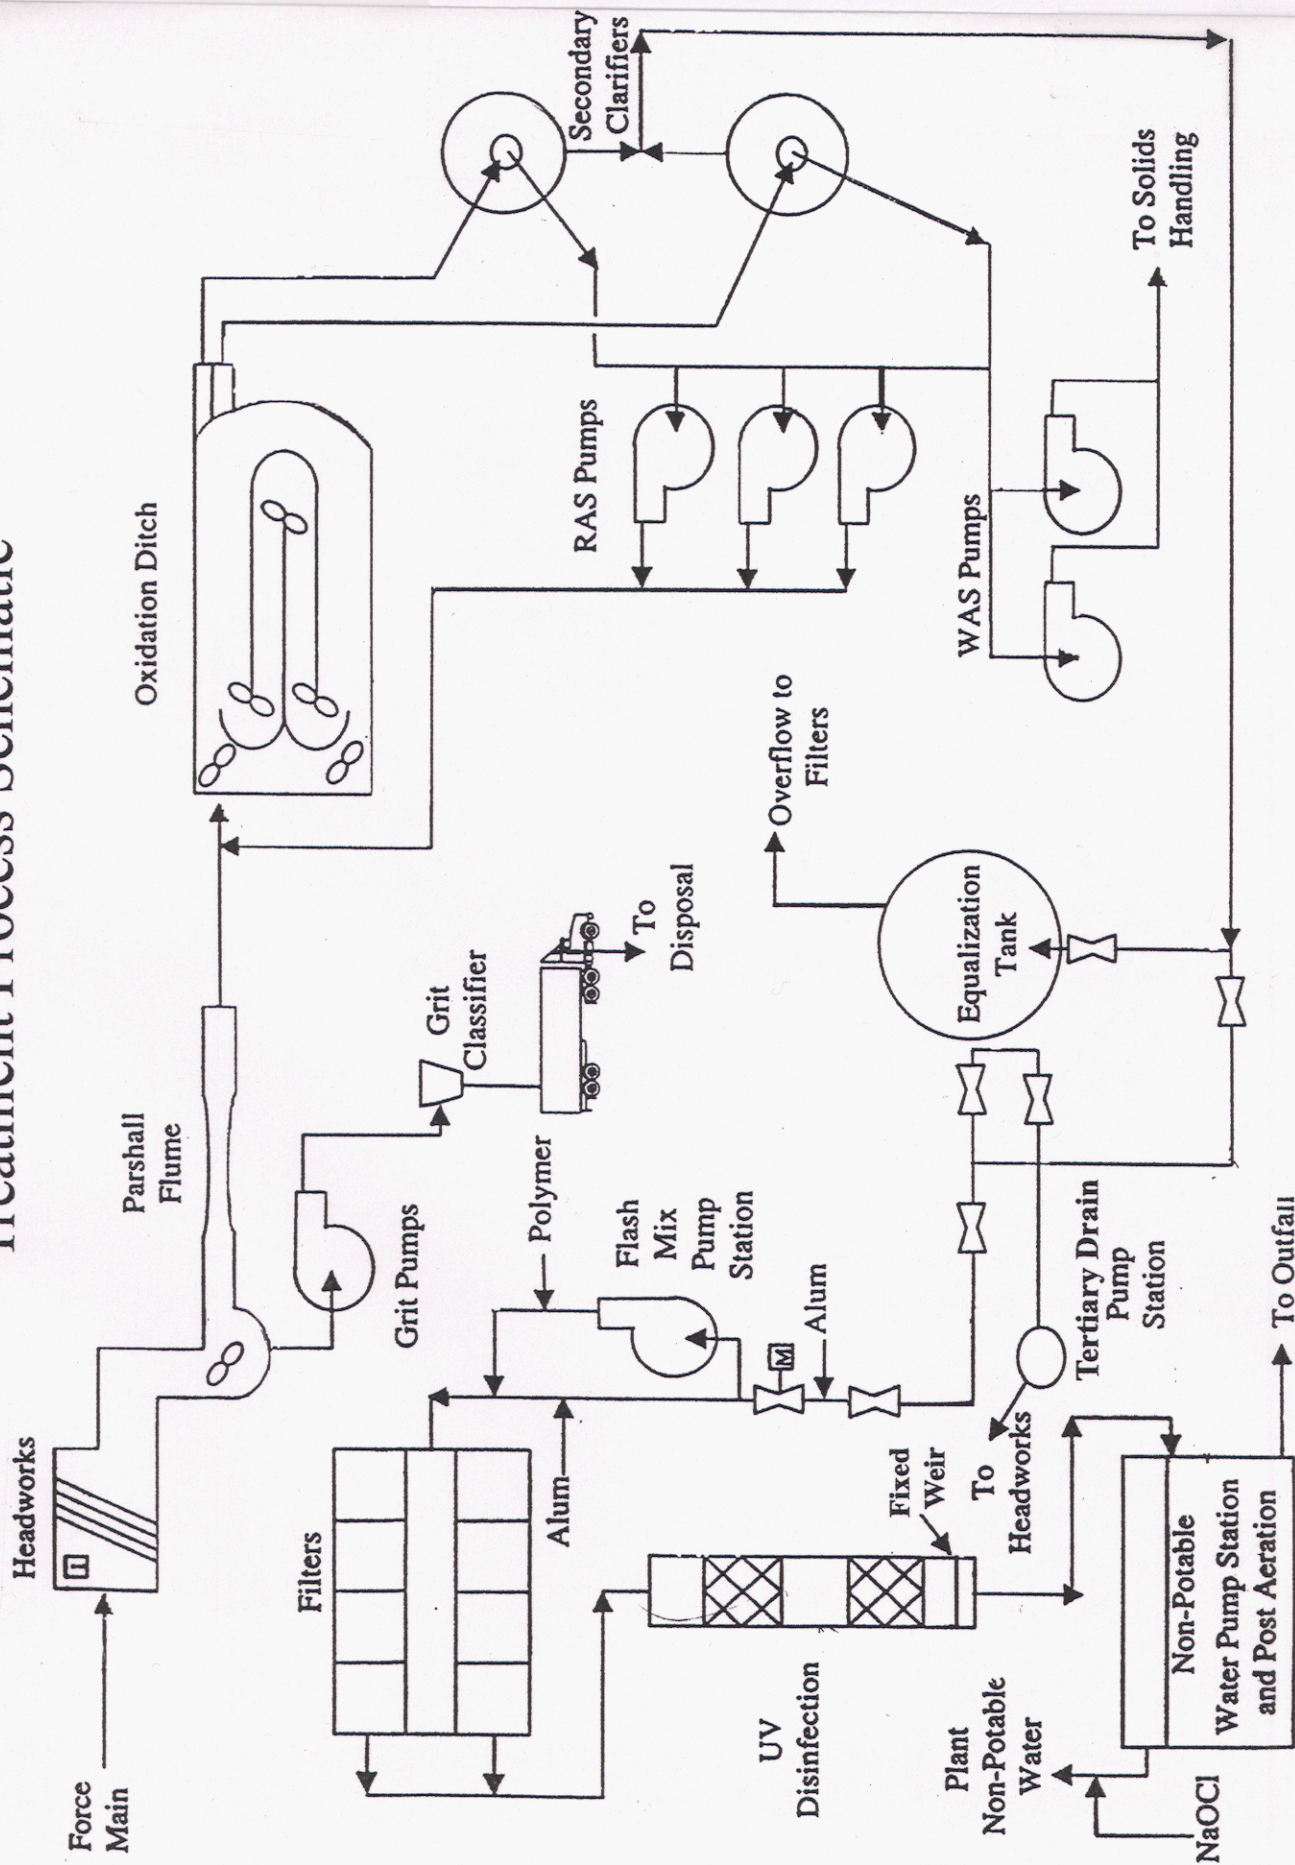 Treatment Process Schematic
Force
Main
Headworks
i
Parshall
Flume
Oxidation Ditch
Secondary
Clarifiers
Grit Pumps
Grit
Classifier
To
Disposal
RAS Pumps
Filters
Alum
Polymer
Flash
Mix
Pump
Station
M
Alum
Overflow to
Filters
Equalization
Tank
WAS Pumps
To Solids
Handling
UV
Disinfection
Fixed
Weir
To
Headworks
Tertiary Drain
Pump
Station
Plant
Non-Potable
Water
NaOCl
Non-Potable
Water Pump Station
and Post Aeration
To Outfall